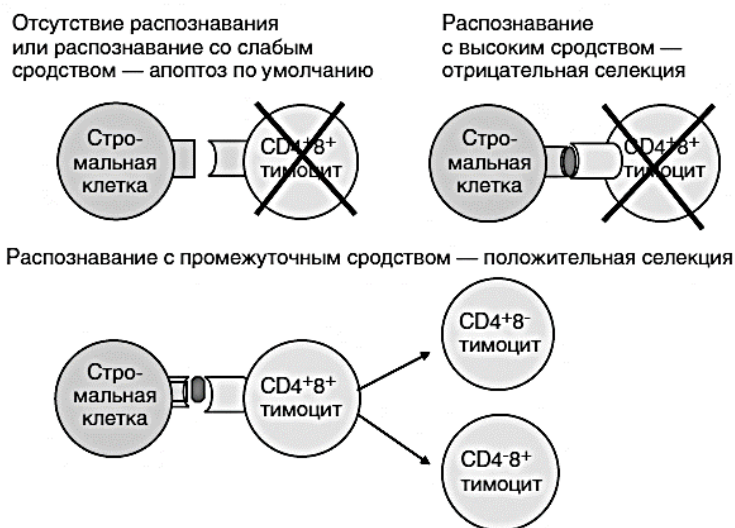 Отсутствие распознавания
или распознавание со слабым
сродством — апоптоз по умолчанию
Распознавание
с высоким сродством —
отрицательная селекция
Стро-
мальная
клетка
CD4⁺8⁺
тимоцит
Стро-
мальная
клетка
CD4⁺8⁺
тимоцит
Распознавание с промежуточным сродством — положительная селекция
Стро-
мальная
клетка
CD4⁺8⁺
тимоцит
CD4⁺8⁻
тимоцит
CD4⁻8⁺
тимоцит